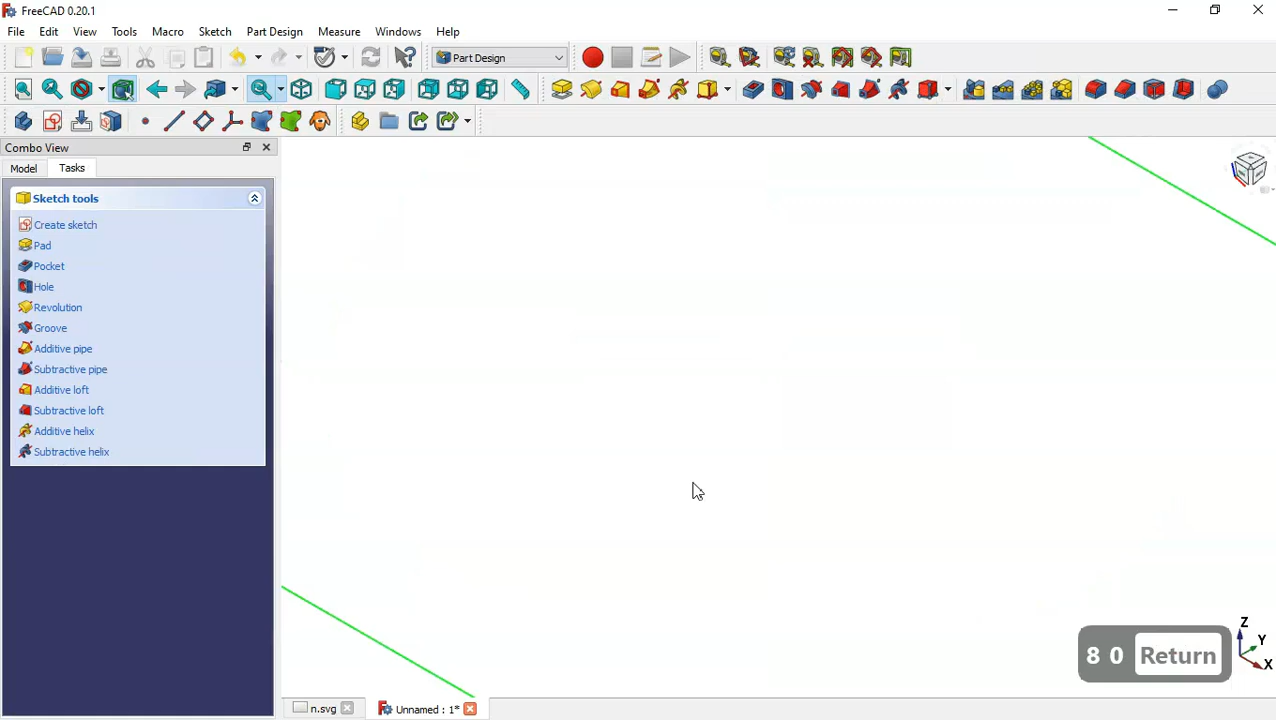 FreeCAD 0.20.1
File Edit View Tools Macro Sketch Part Design Measure Windows Help
Part Design
Combo View
Model Tasks
Sketch tools
Create sketch
Pad
Pocket
Hole
Revolution
Groove
Additive pipe
Subtractive pipe
Additive loft
Subtractive loft
Additive helix
Subtractive helix
8 0 Return
Z
Y
X
n.svg Unnamed : 1*